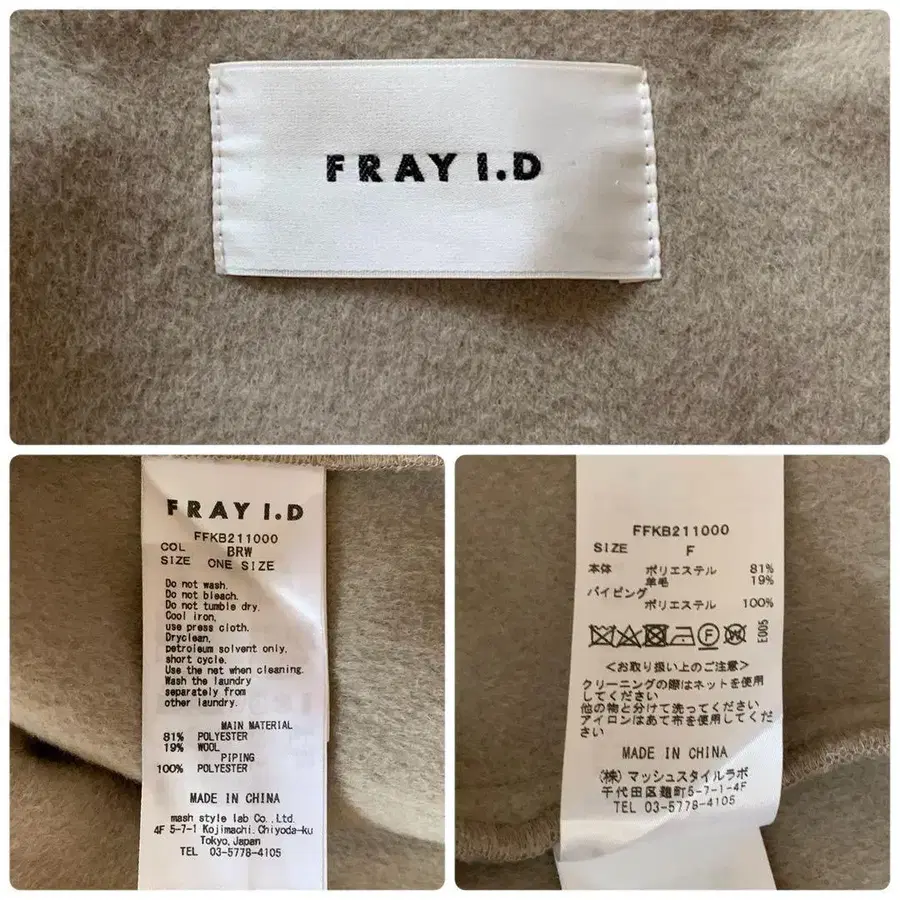 FRAY I.D
FRAY I.D
FFKB211000
COL BRW
SIZE ONE SIZE
Do not wash.
Do not bleach.
Do not tumble dry.
Cool iron,
use press cloth.
Dryclean,
petroleum solvent only,
short cycle.
Use the net when cleaning.
Wash the laundry
separately from
other laundry.
MAIN MATERIAL
81% POLYESTER
19% WOOL
PIPING
100% POLYESTER
MADE IN CHINA
mash style lab Co.,Ltd.
4F 5-7-1 Kojimachi.Chiyoda-ku
Tokyo,Japan
TEL 03-5778-4105
FFKB211000
SIZE F
本体 ポリエステル 81%
羊毛 19%
パイピング
ポリエステル 100%
E005
<お取り扱い上のご注意>
クリーニングの際はネットを使用
してください
他の物と分けて洗ってください
アイロンはあて布を使用してくだ
さい
MADE IN CHINA
(株)マッシュスタイルラボ
千代田区麹町5-7-1-4F
TEL 03-5778-4105